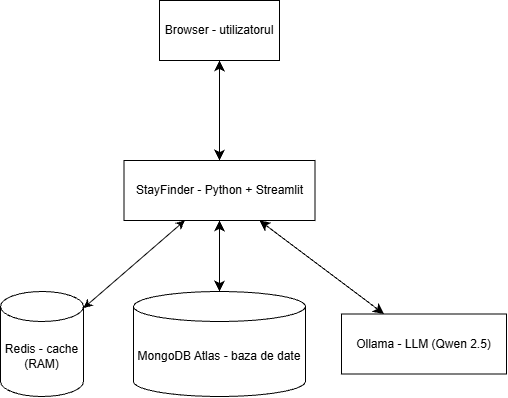 Browser - utilizatorul
StayFinder - Python + Streamlit
Redis - cache
(RAM)
MongoDB Atlas - baza de date
Ollama - LLM (Qwen 2.5)